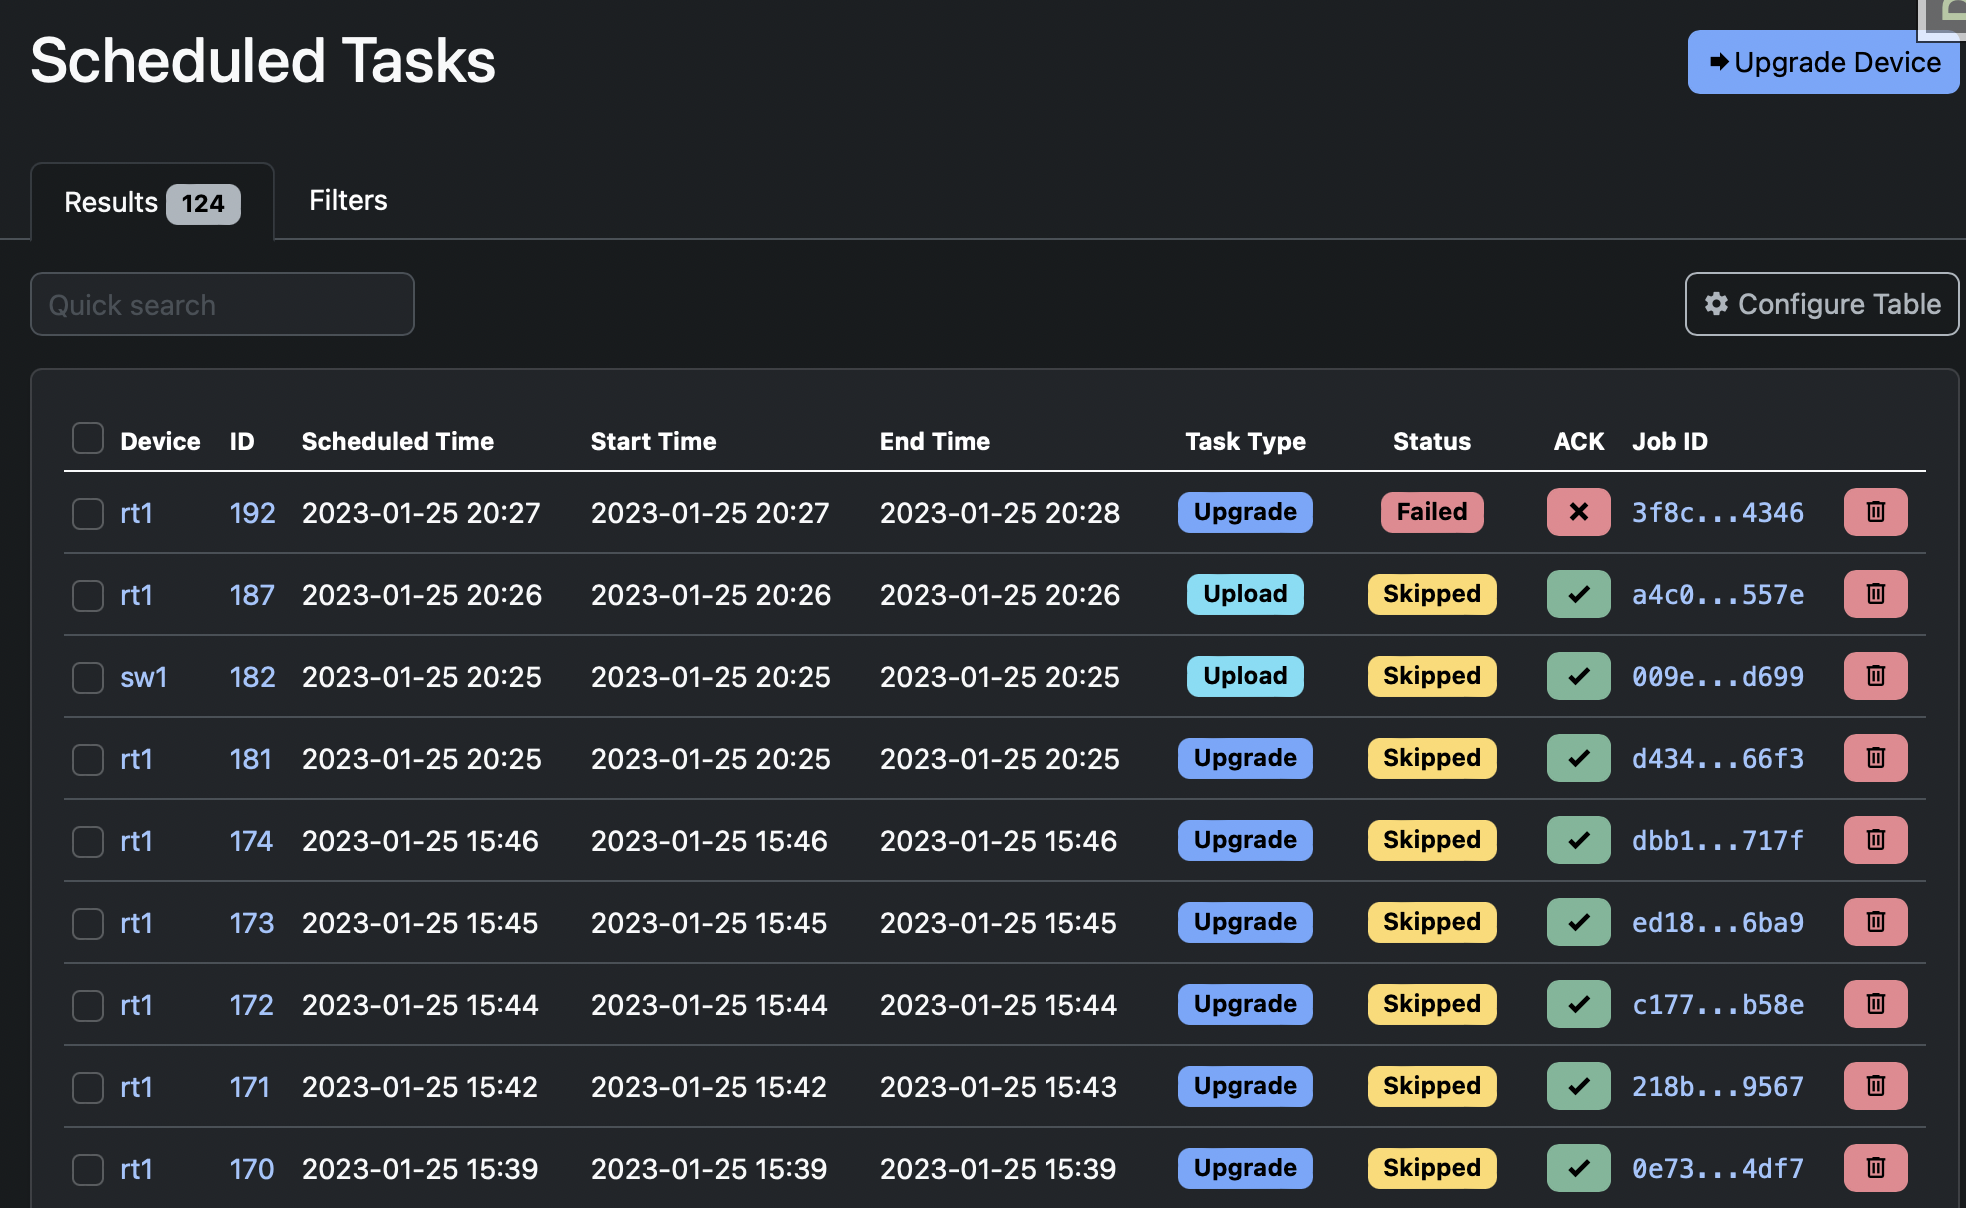 Scheduled Tasks
Upgrade Device
Results 124 Filters
Quick search
Configure Table
Device ID Scheduled Time Start Time End Time Task Type Status ACK Job ID
rt1 192 2023-01-25 20:27 2023-01-25 20:27 2023-01-25 20:28 Upgrade Failed 3f8c...4346
rt1 187 2023-01-25 20:26 2023-01-25 20:26 2023-01-25 20:26 Upload Skipped a4c0...557e
sw1 182 2023-01-25 20:25 2023-01-25 20:25 2023-01-25 20:25 Upload Skipped 009e...d699
rt1 181 2023-01-25 20:25 2023-01-25 20:25 2023-01-25 20:25 Upgrade Skipped d434...66f3
rt1 174 2023-01-25 15:46 2023-01-25 15:46 2023-01-25 15:46 Upgrade Skipped dbb1...717f
rt1 173 2023-01-25 15:45 2023-01-25 15:45 2023-01-25 15:45 Upgrade Skipped ed18...6ba9
rt1 172 2023-01-25 15:44 2023-01-25 15:44 2023-01-25 15:44 Upgrade Skipped c177...b58e
rt1 171 2023-01-25 15:42 2023-01-25 15:42 2023-01-25 15:43 Upgrade Skipped 218b...9567
rt1 170 2023-01-25 15:39 2023-01-25 15:39 2023-01-25 15:39 Upgrade Skipped 0e73...4df7